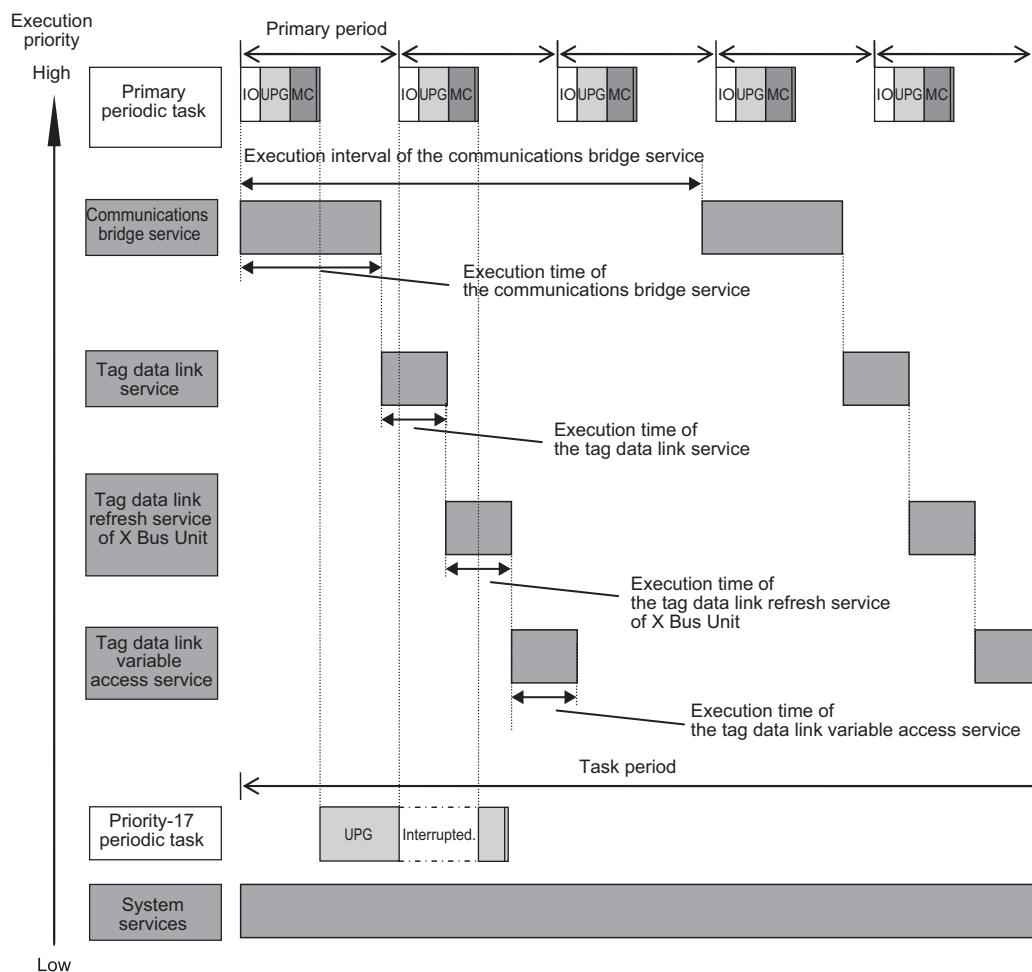 Execution
priority
High
Primary period
Primary
periodic task
IO UPG MC
IO UPG MC
IO UPG MC
IO UPG MC
IO UPG MC
Execution interval of the communications bridge service
Communications
bridge service
Execution time of
the communications bridge service
Tag data link
service
Execution time of
the tag data link service
Tag data link
refresh service
of X Bus Unit
Execution time of
the tag data link refresh service
of X Bus Unit
Tag data link
variable
access service
Execution time of
the tag data link variable access service
Task period
Priority-17
periodic task
UPG
Interrupted.
System
services
Low